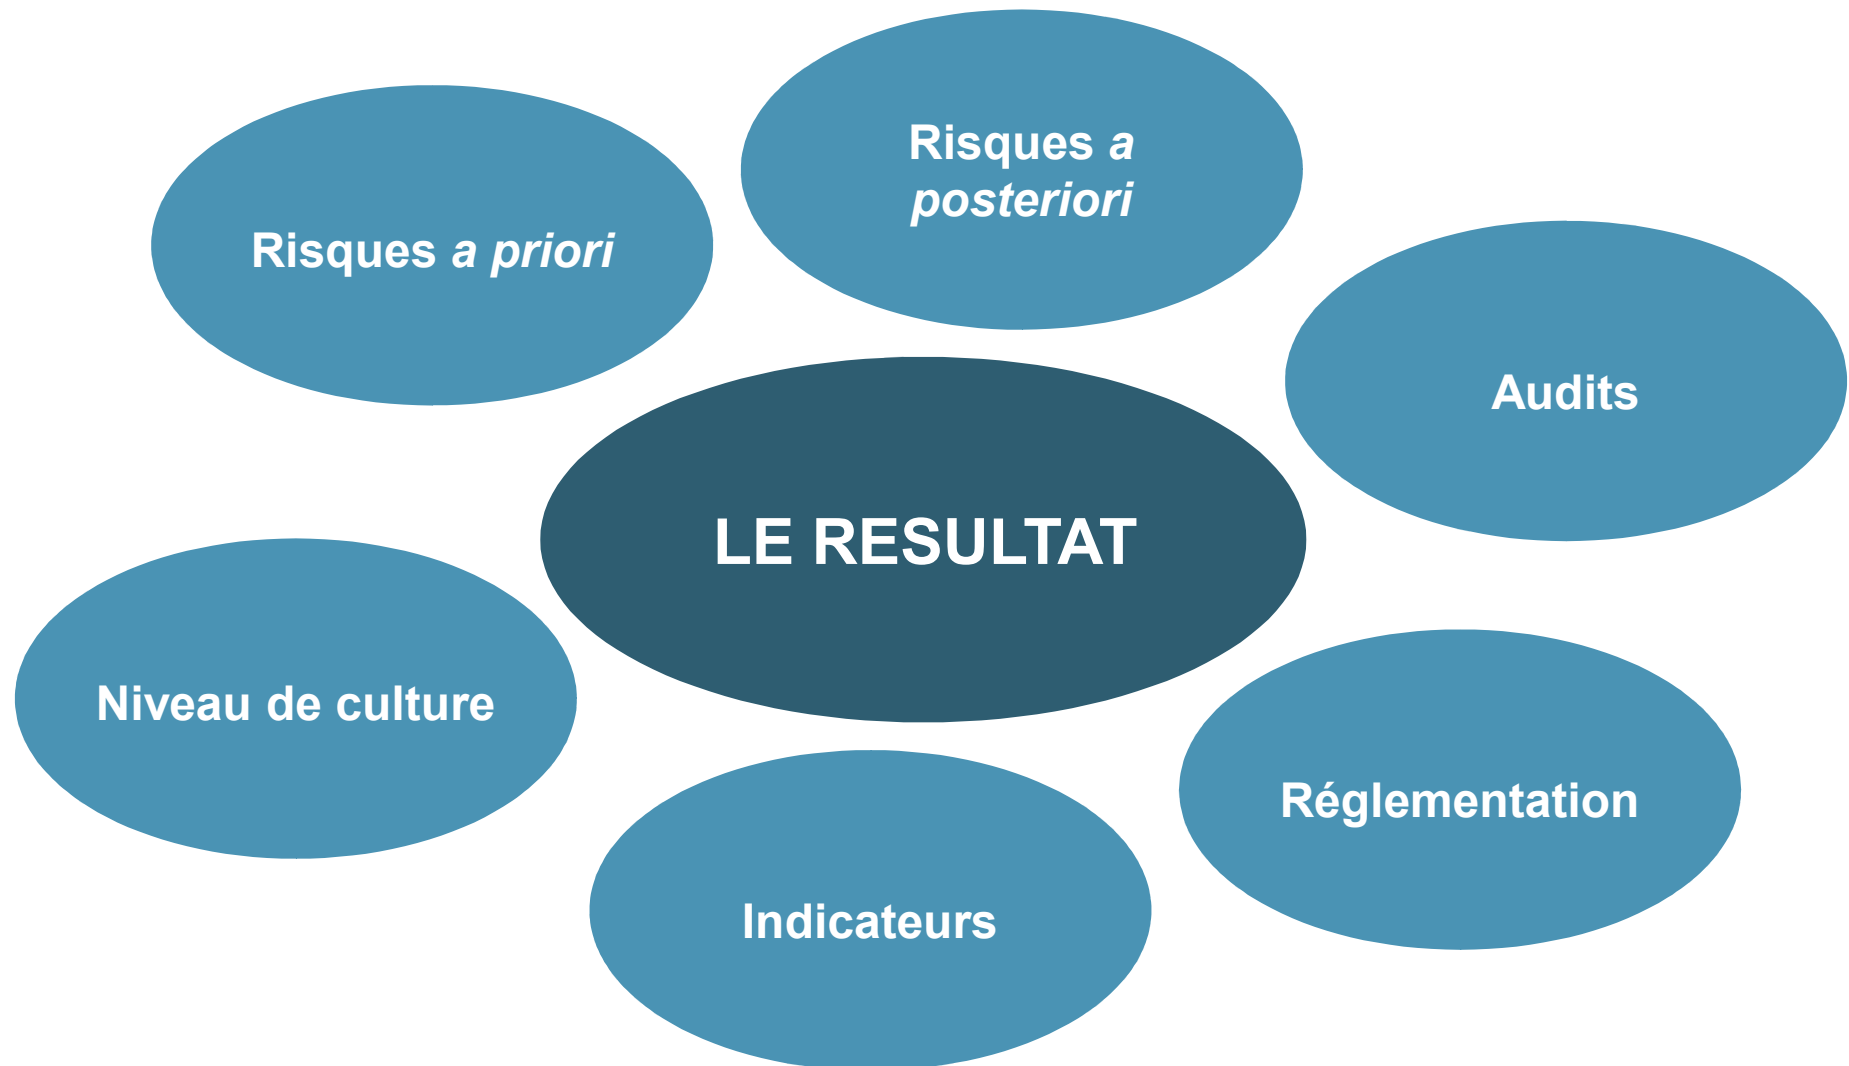 Risques a
posteriori
Risques a priori
Audits
LE RESULTAT
Niveau de culture
Réglementation
Indicateurs